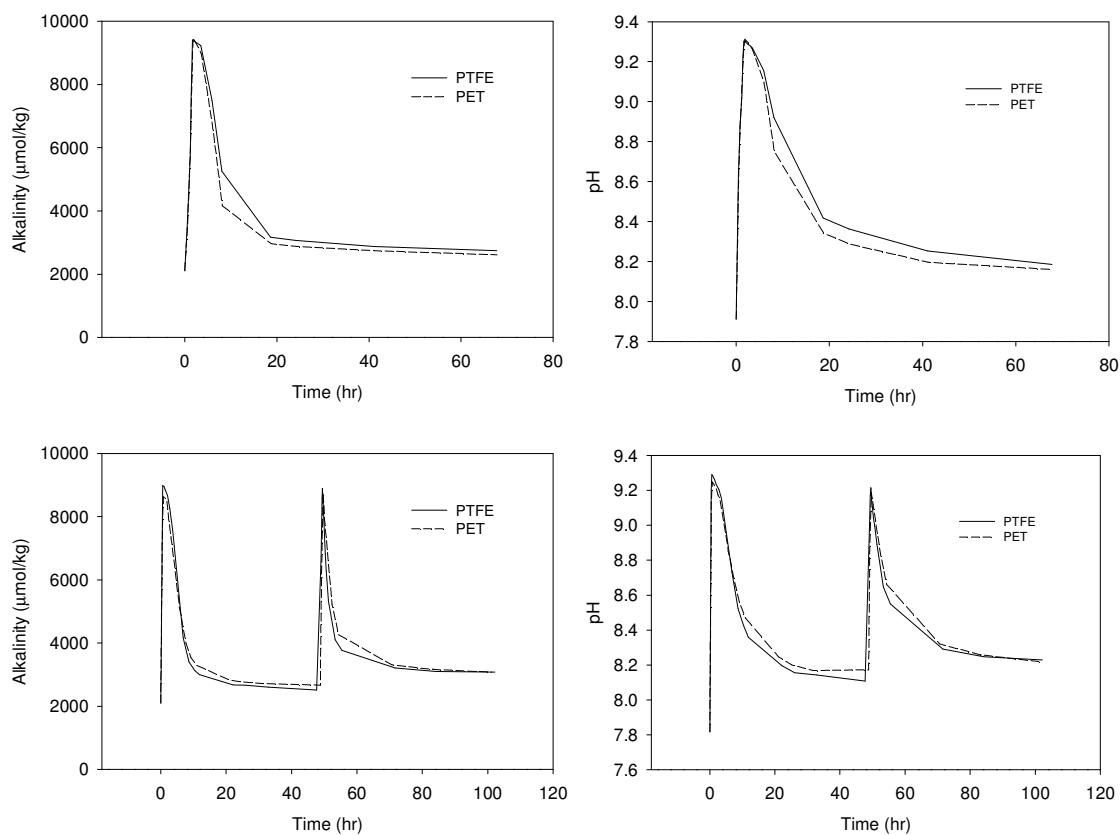 10000
8000
6000
4000
2000
0
Alkalinity (μmol/kg)
PTFE
PET
0 20 40 60 80
Time (hr)
9.4
9.2
9.0
8.8
8.6
8.4
8.2
8.0
7.8
pH
PTFE
PET
0 20 40 60 80
Time (hr)
10000
8000
6000
4000
2000
0
Alkalinity (μmol/kg)
PTFE
PET
0 20 40 60 80 100 120
Time (hr)
9.4
9.2
9.0
8.8
8.6
8.4
8.2
8.0
7.8
7.6
pH
PTFE
PET
0 20 40 60 80 100 120
Time (hr)